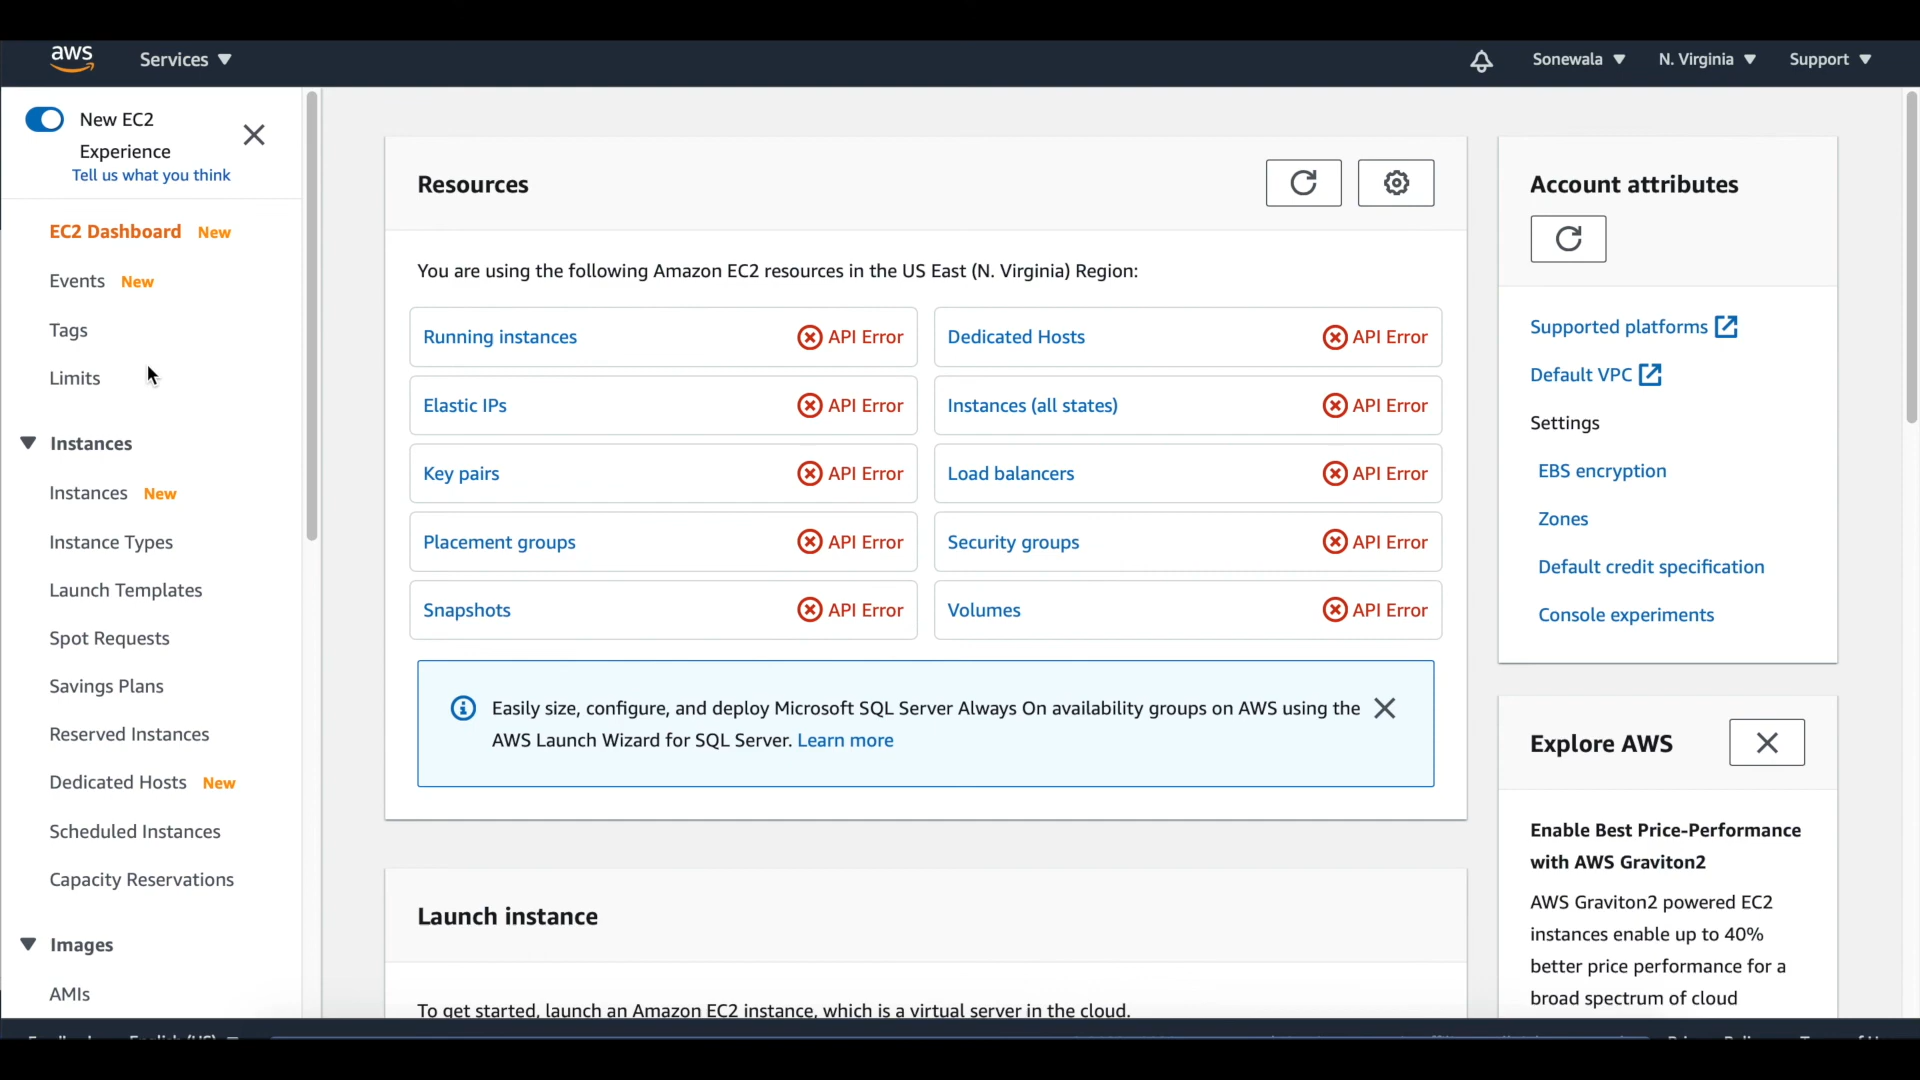 aws
Services
Sonewala
N. Virginia
Support
New EC2
Experience
Tell us what you think
EC2 Dashboard New
Events New
Tags
Limits
Instances
Instances New
Instance Types
Launch Templates
Spot Requests
Savings Plans
Reserved Instances
Dedicated Hosts New
Scheduled Instances
Capacity Reservations
Images
AMIs
Resources
You are using the following Amazon EC2 resources in the US East (N. Virginia) Region:
Running instances API Error
Dedicated Hosts API Error
Elastic IPs API Error
Instances (all states) API Error
Key pairs API Error
Load balancers API Error
Placement groups API Error
Security groups API Error
Snapshots API Error
Volumes API Error
Easily size, configure, and deploy Microsoft SQL Server Always On availability groups on AWS using the
AWS Launch Wizard for SQL Server. Learn more
Launch instance
To get started, launch an Amazon EC2 instance, which is a virtual server in the cloud.
Account attributes
Supported platforms
Default VPC
Settings
EBS encryption
Zones
Default credit specification
Console experiments
Explore AWS
Enable Best Price-Performance
with AWS Graviton2
AWS Graviton2 powered EC2
instances enable up to 40%
better price performance for a
broad spectrum of cloud